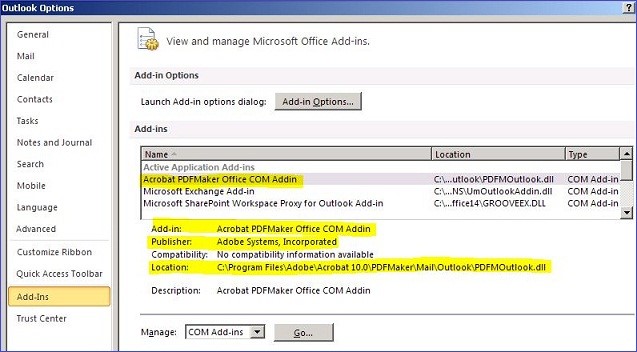 Outlook Options
?
General
Mail
Calendar
Contacts
Tasks
Notes and Journal
Search
Mobile
Language
Advanced
Customize Ribbon
Quick Access Toolbar
Add-Ins
Trust Center
View and manage Microsoft Office Add-ins.
Add-in Options
Launch Add-in options dialog: Add-in Options...
Add-ins
Name Location Type
Active Application Add-ins
Acrobat PDFMaker Office COM Addin C:\...utlook\PDFMOutlook.dll COM Add-in
Microsoft Exchange Add-in C:\...NS\UmOutlookAddin.dll COM Add-in
Microsoft SharePoint Workspace Proxy for Outlook Add-in C:\...ffice14\GROOVEEX.DLL COM Add-in
Add-in: Acrobat PDFMaker Office COM Addin
Publisher: Adobe Systems, Incorporated
Compatibility: No compatibility information available
Location: C:\Program Files\Adobe\Acrobat 10.0\PDFMaker\Mail\Outlook\PDFMOutlook.dll
Description: Acrobat PDFMaker Office COM Addin
Manage: COM Add-ins Go...